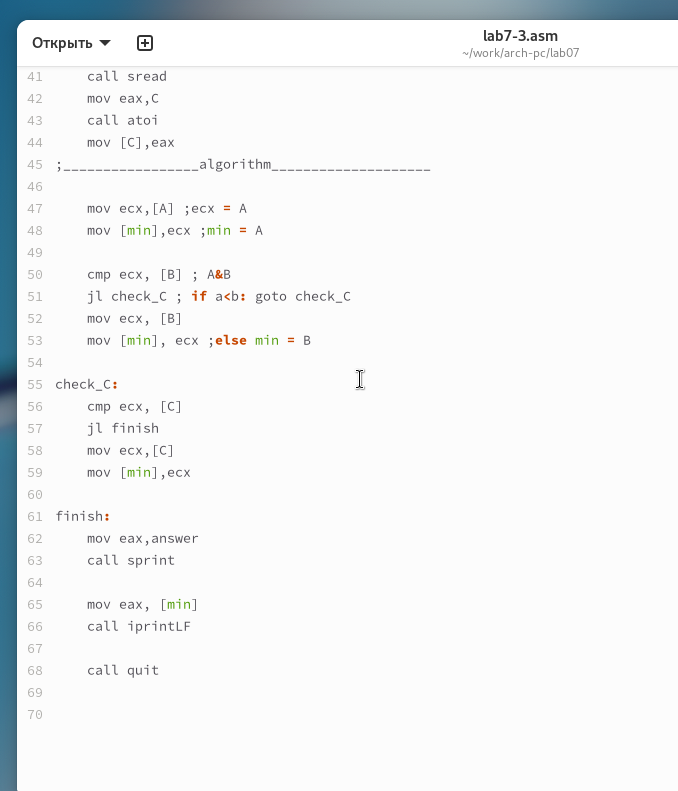 Открыть
lab7-3.asm
~/work/arch-pc/lab07
41 call sread
42 mov eax,C
43 call atoi
44 mov [C],eax
45 ;_________________algorithm____________________
46
47 mov ecx,[A] ;ecx = A
48 mov [min],ecx ;min = A
49
50 cmp ecx, [B] ; A&B
51 jl check_C ; if a<b: goto check_C
52 mov ecx, [B]
53 mov [min], ecx ;else min = B
54
55 check_C:
56 cmp ecx, [C]
57 jl finish
58 mov ecx,[C]
59 mov [min],ecx
60
61 finish:
62 mov eax,answer
63 call sprint
64
65 mov eax, [min]
66 call iprintLF
67
68 call quit
69
70